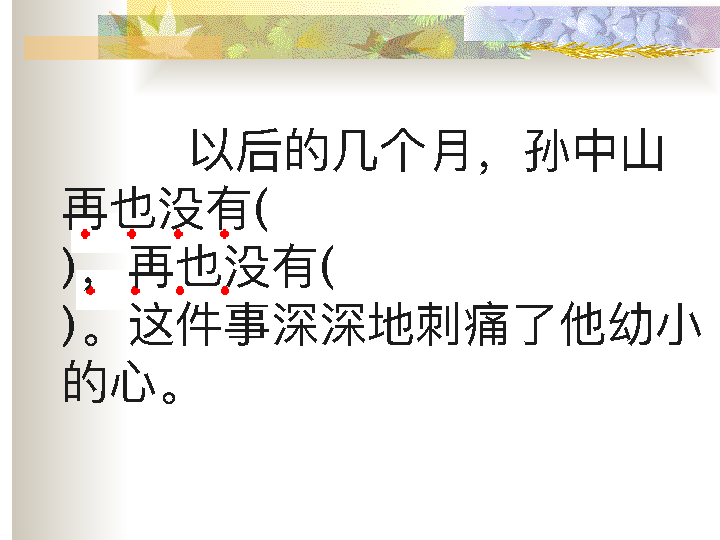 以后的几个月，孙中山
再也没有(
)，再也没有(
)。这件事深深地刺痛了他幼小
的心。